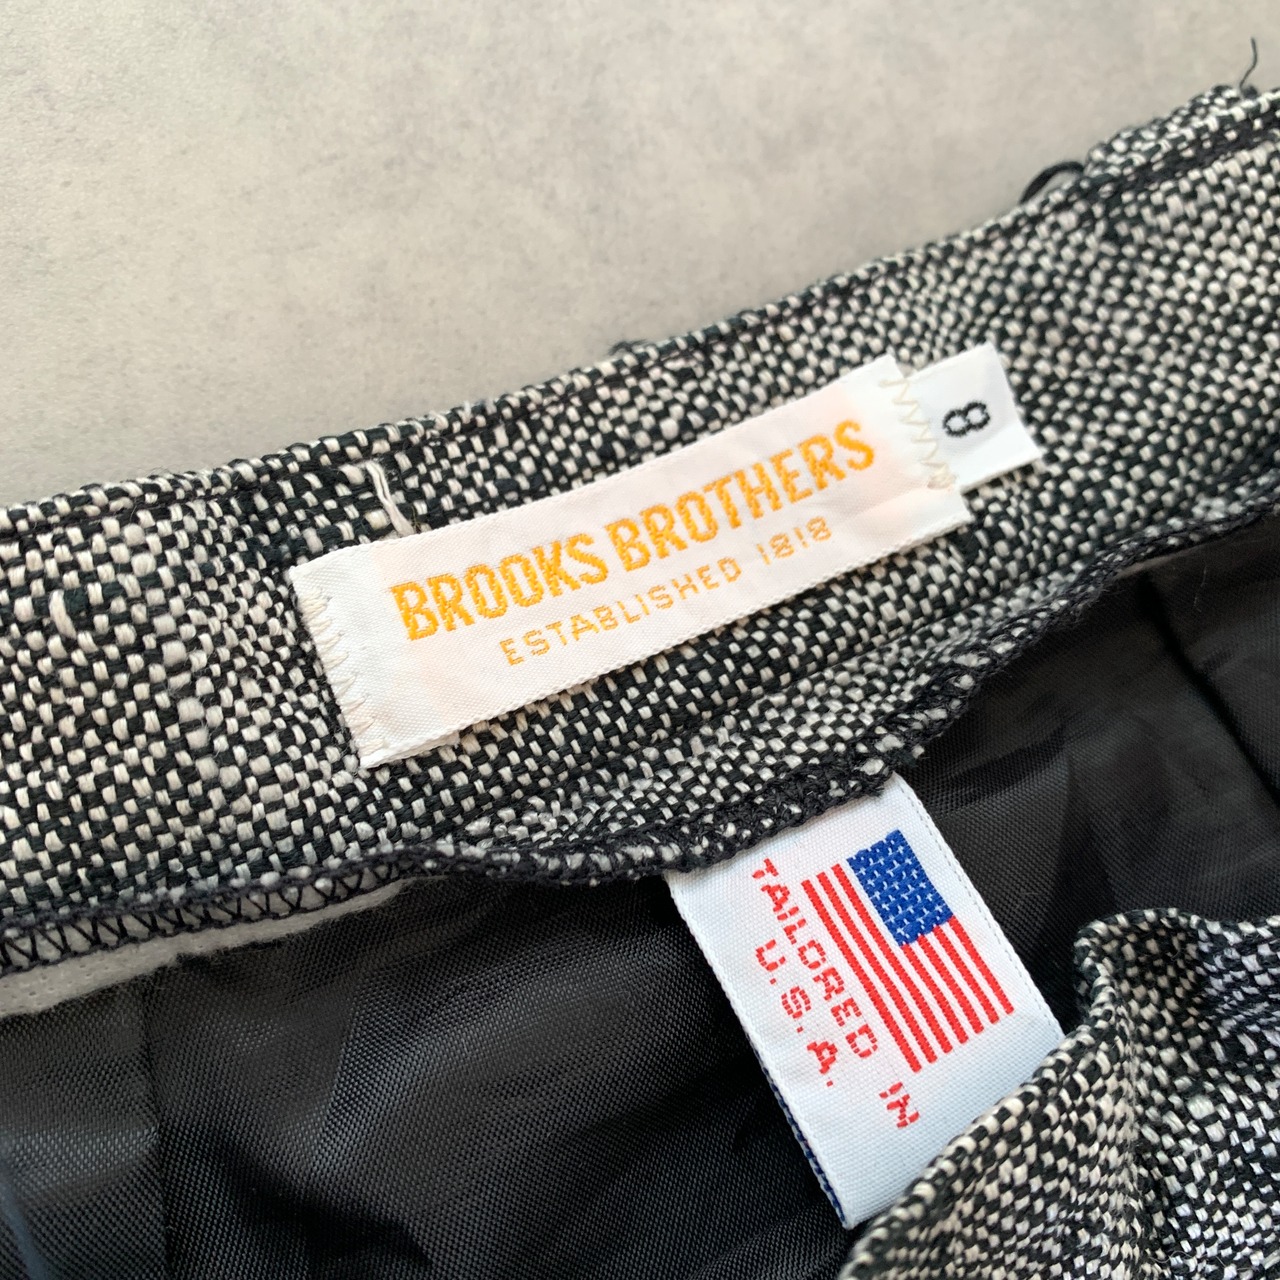 BROOKS BROTHERS
ESTABLISHED 1818
8
TAILORED IN
U.S.A.